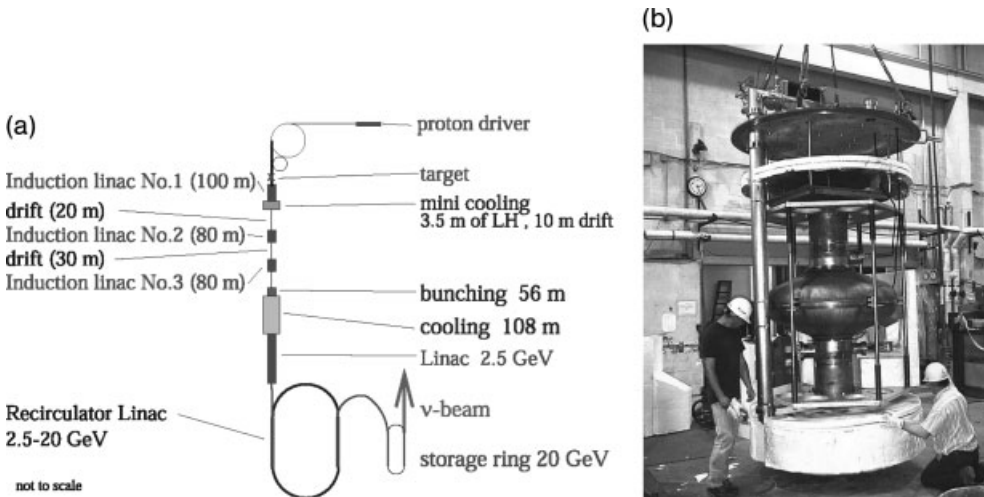 (a)
proton driver
target
Induction linac No.1 (100 m)
mini cooling
3.5 m of LH , 10 m drift
drift (20 m)
Induction linac No.2 (80 m)
drift (30 m)
Induction linac No.3 (80 m)
bunching 56 m
cooling 108 m
Linac 2.5 GeV
ν-beam
Recirculator Linac
2.5-20 GeV
storage ring 20 GeV
not to scale
(b)